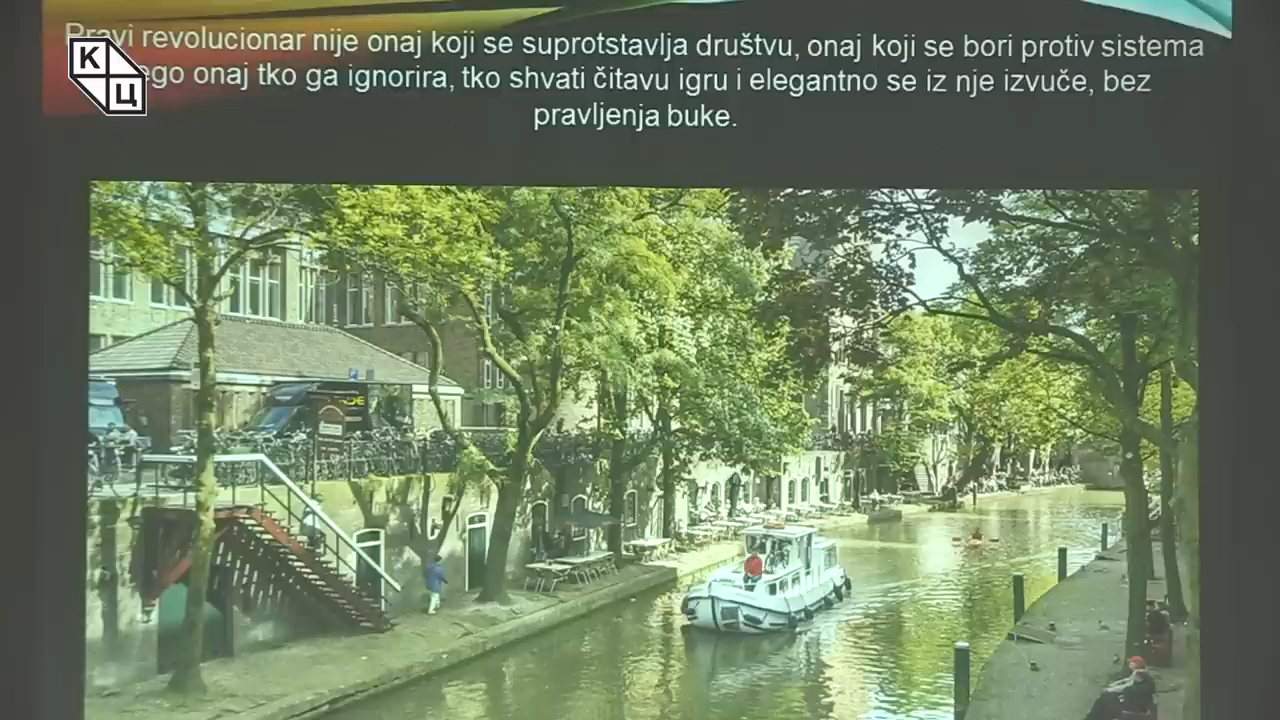 Pravi revolucionar nije onaj koji se suprotstavlja društvu, onaj koji se bori protiv sistema
ego onaj tko ga ignorira, tko shvati čitavu igru i elegantno se iz nje izvuče, bez
pravljenja buke.
К
Ц